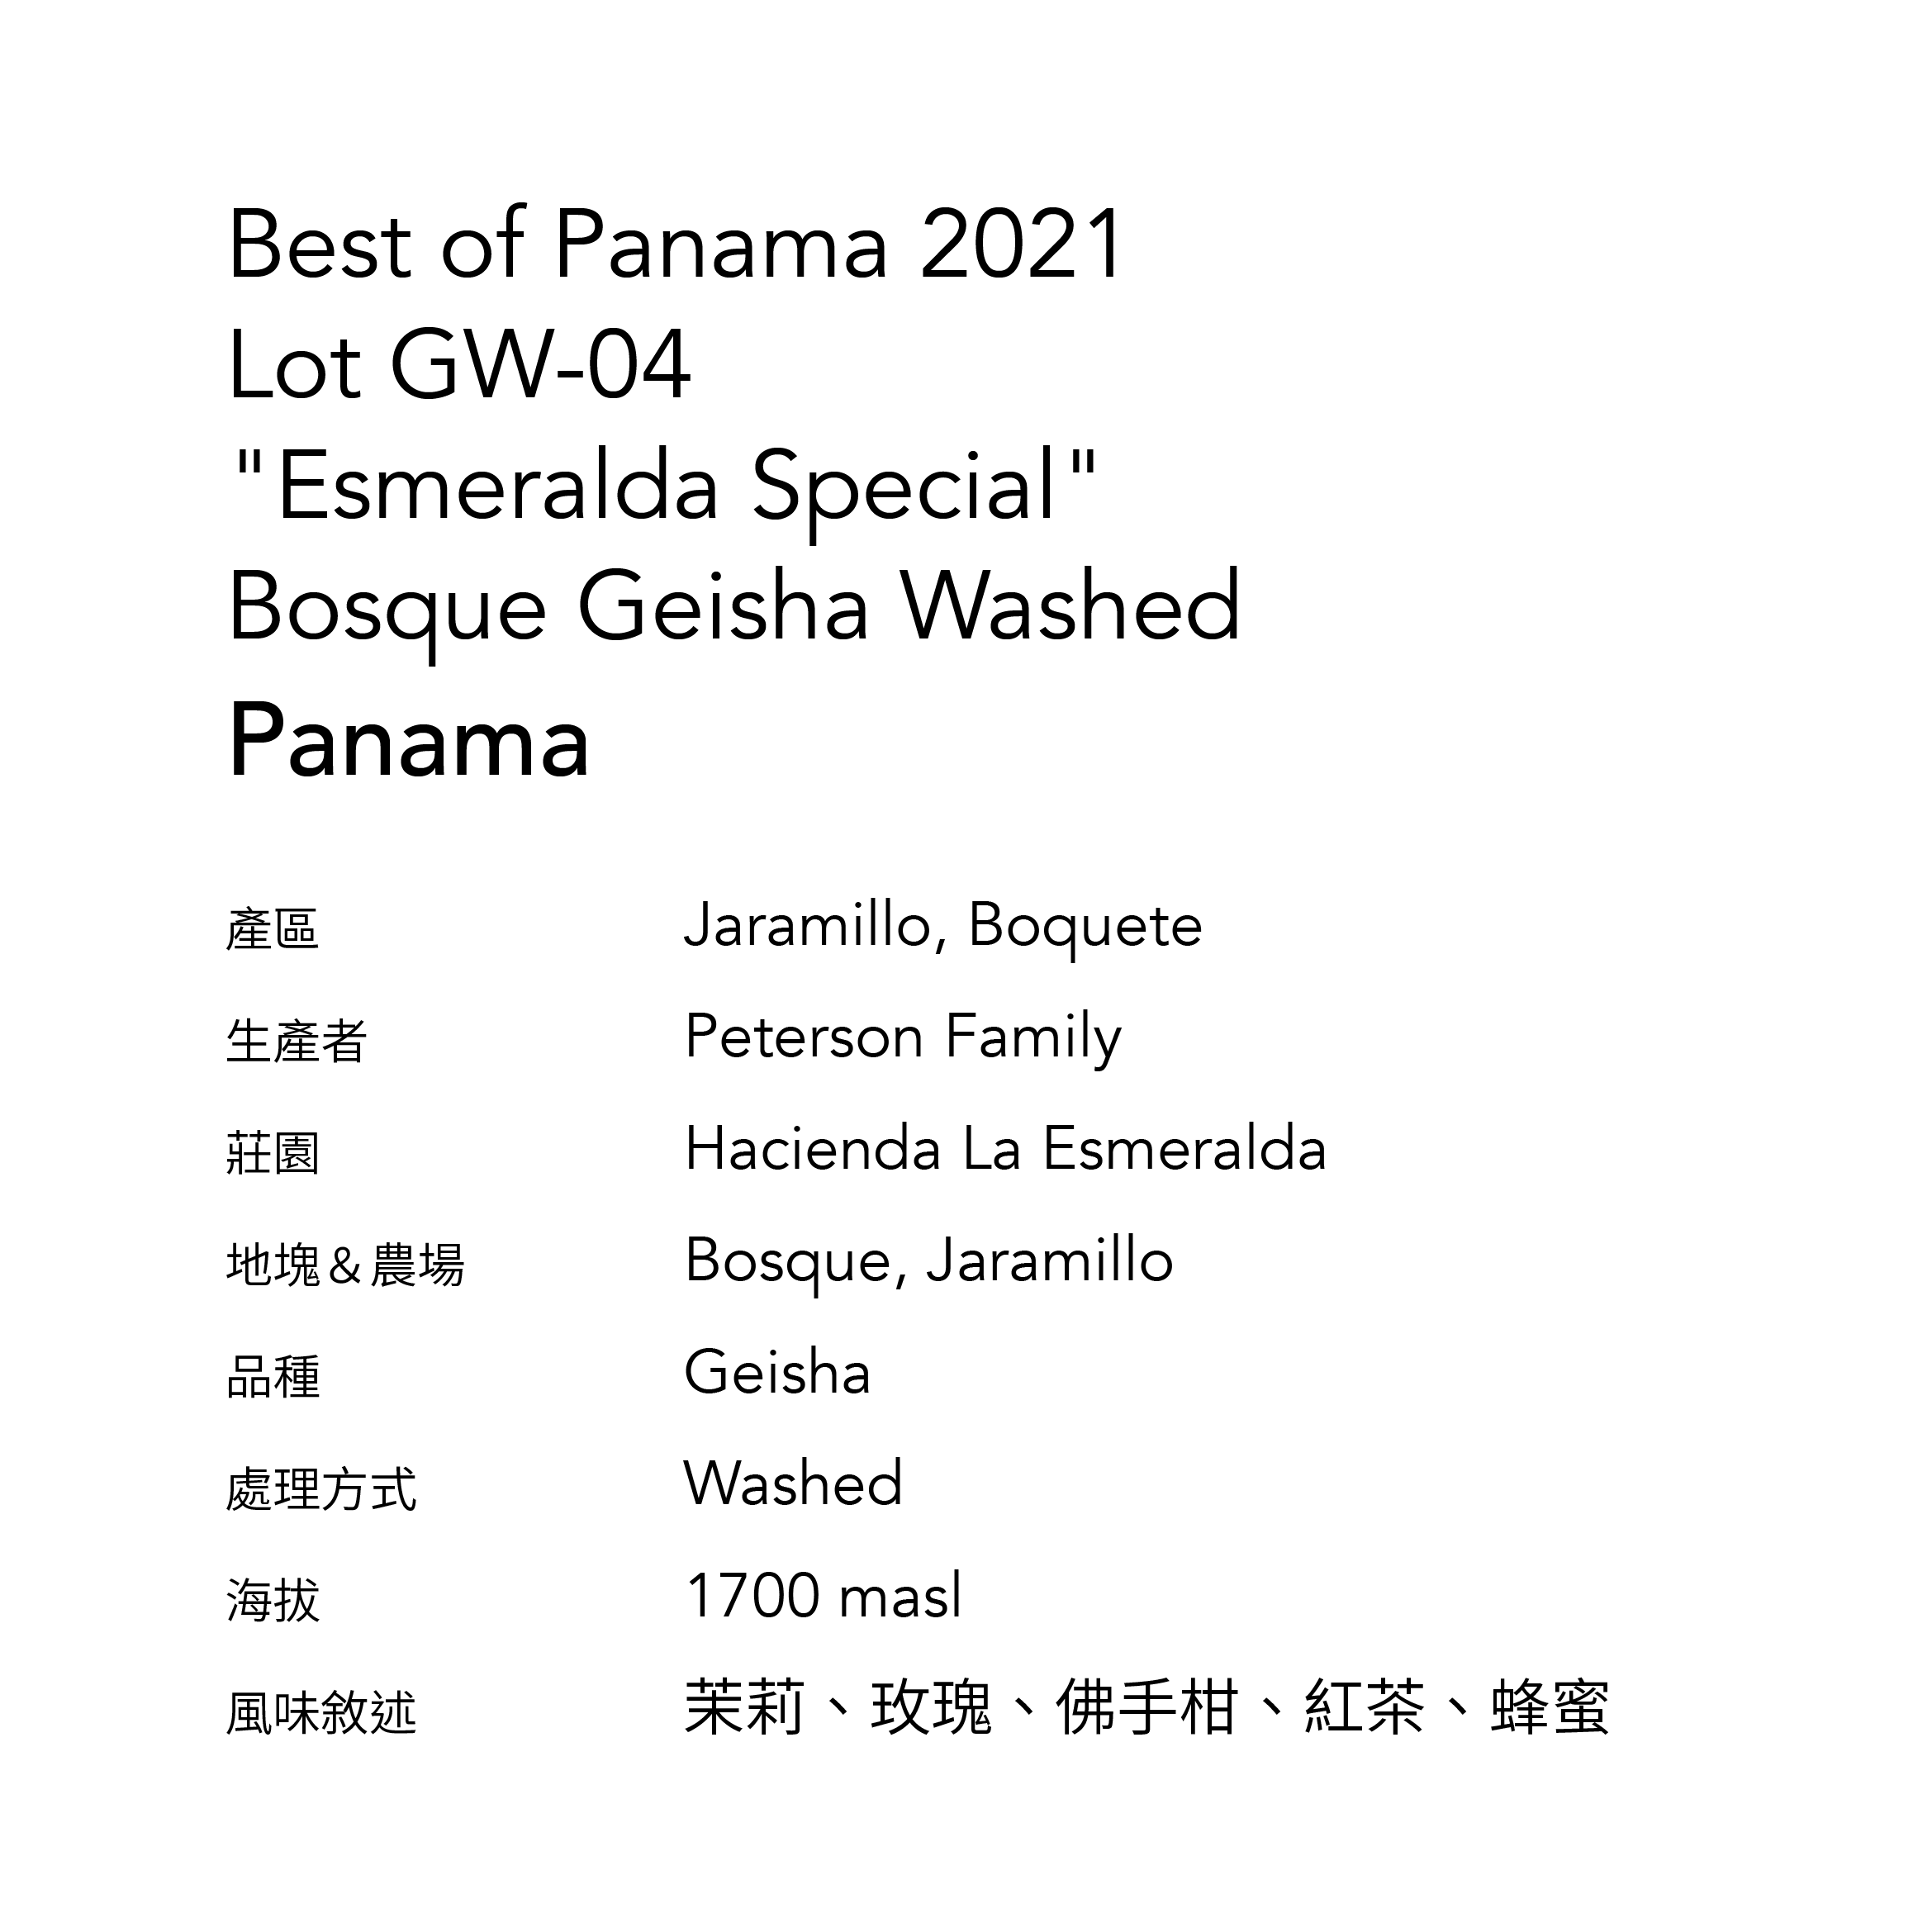 Best of Panama 2021
Lot GW-04
"Esmeralda Special"
Bosque Geisha Washed
Panama
產區 Jaramillo, Boquete
生產者 Peterson Family
莊園 Hacienda La Esmeralda
地塊&農場 Bosque, Jaramillo
品種 Geisha
處理方式 Washed
海拔 1700 masl
風味敘述 茉莉、玫瑰、佛手柑、紅茶、蜂蜜